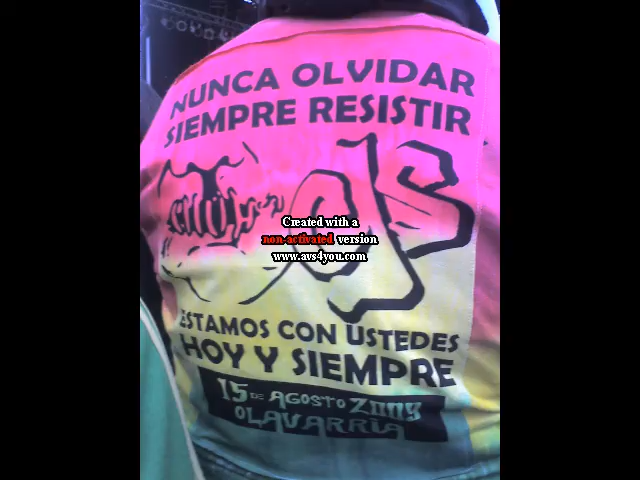 NUNCA OLVIDAR
SIEMPRE RESISTIR
Created with a
non-activated version
www.avs4you.com
ESTAMOS CON USTEDES
HOY Y SIEMPRE
15 DE AGOSTO 2009
OLAVARRÍA